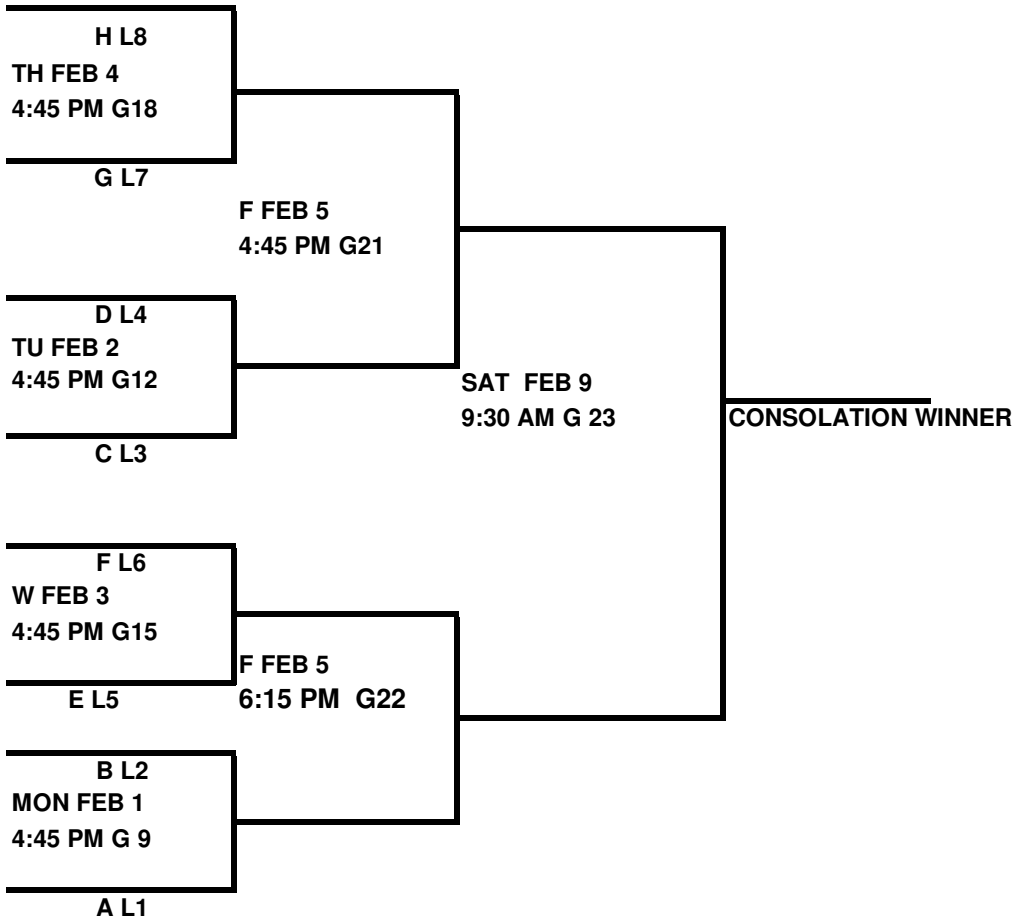 H L8
TH FEB 4
4:45 PM G18
G L7
F FEB 5
4:45 PM G21
D L4
TU FEB 2
4:45 PM G12
C L3
SAT  FEB 9
9:30 AM G 23
CONSOLATION WINNER
F L6
W FEB 3
4:45 PM G15
E L5
F FEB 5
6:15 PM  G22
B L2
MON FEB 1
4:45 PM G 9
A L1